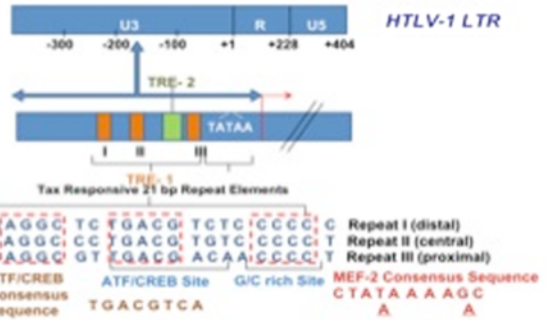 U3 R U5 HTLV-1 LTR
-300 -200 -100 +1 +228 +404
TRE- 2
TATAA
I II III
TRE- 1
Tax Responsive 21 bp Repeat Elements
AGGC TC TGACG TCTC CCCC C Repeat I (distal)
AGGC CC TGACG TGTC CCCC T Repeat II (central)
AGGC GT TGACG ACAA CCCC T Repeat III (proximal)
TF/CREB ATF/CREB Site G/C rich Site MEF-2 Consensus Sequence
onsensus CTATAAAAGC
equence TGACGTCA A A